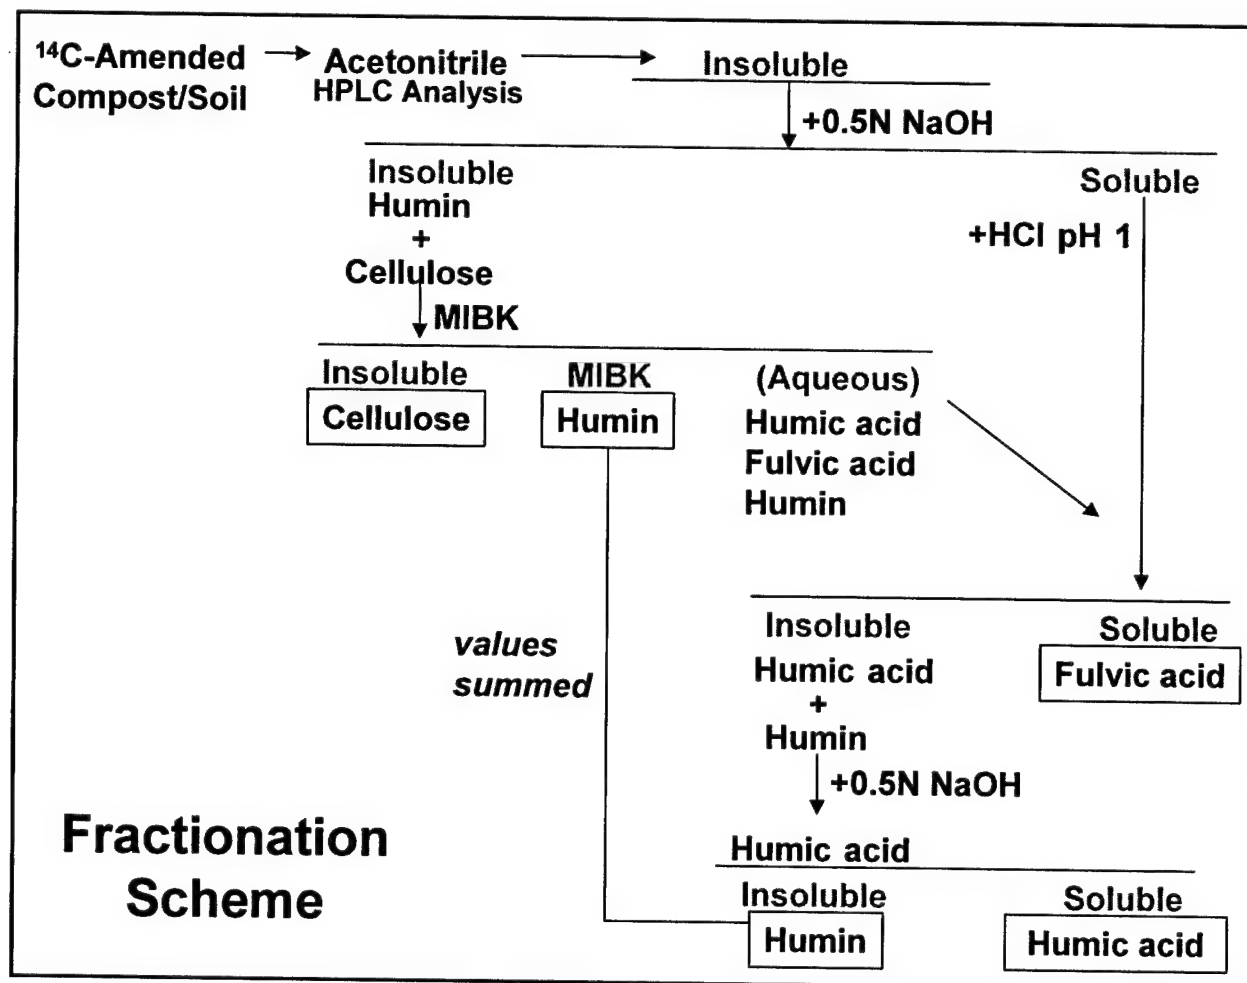 ¹⁴C-Amended
Compost/Soil
Acetonitrile
HPLC Analysis
Insoluble
+0.5N NaOH
Insoluble
Humin
+
Cellulose
Soluble
+HCl pH 1
MIBK
Insoluble
Cellulose
MIBK
Humin
(Aqueous)
Humic acid
Fulvic acid
Humin
values
summed
Insoluble
Humic acid
+
Humin
Soluble
Fulvic acid
+0.5N NaOH
Humic acid
Insoluble
Humin
Soluble
Humic acid
Fractionation
Scheme